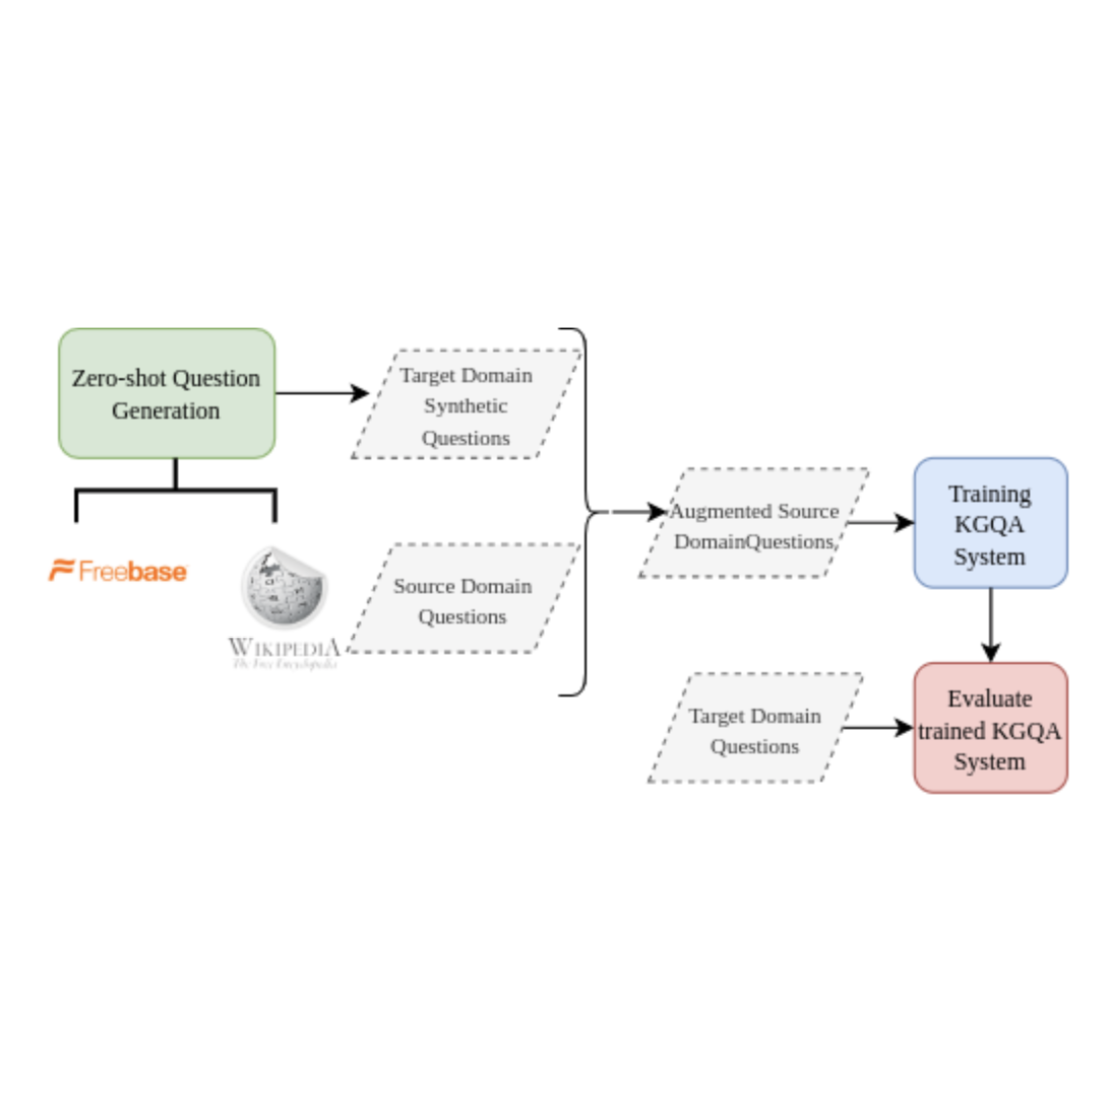 Zero-shot Question
Generation
Target Domain
Synthetic
Questions
Freebase
WIKIPEDIA
The Free Encyclopedia
Source Domain
Questions
Augmented Source
DomainQuestions
Training
KGQA
System
Target Domain
Questions
Evaluate
trained KGQA
System